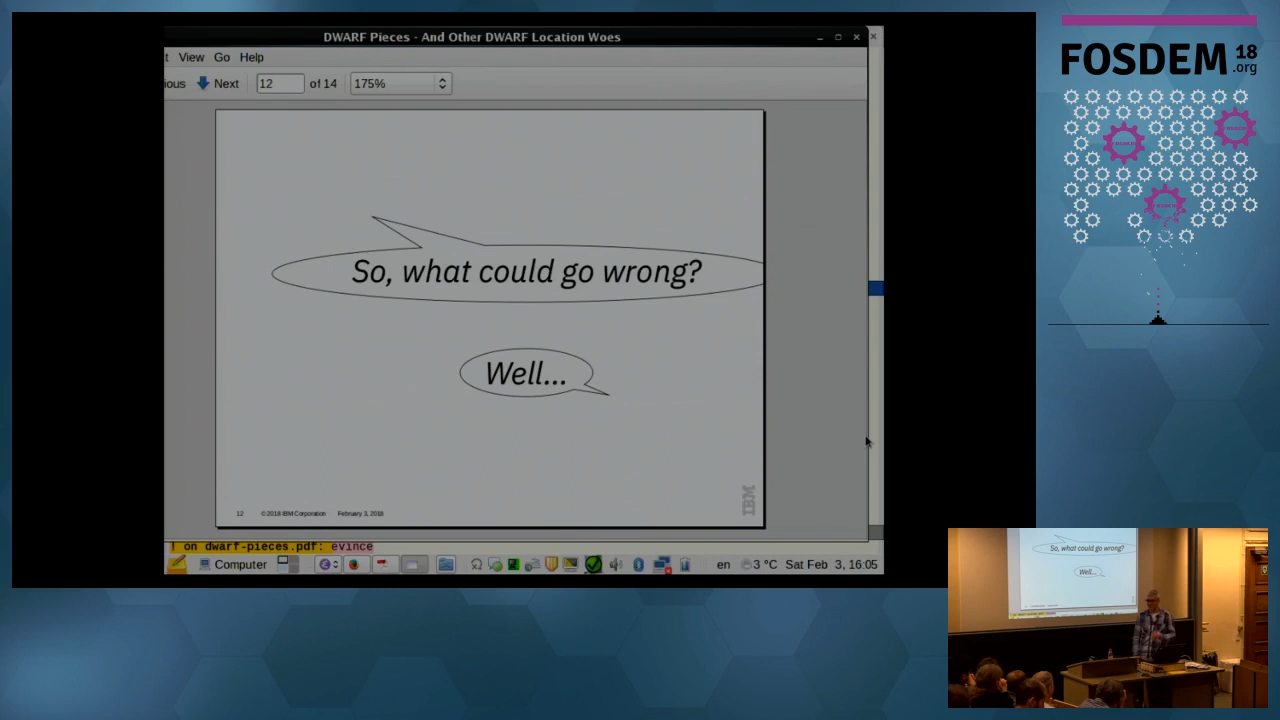 DWARF Pieces - And Other DWARF Location Woes
t View Go Help
ious Next 12 of 14 175%
So, what could go wrong?
Well...
12 © 2018 IBM Corporation February 3, 2018
IBM
! on dwarf-pieces.pdf: evince
Computer en 3 °C Sat Feb 3, 16:05
FOSDEM 18
.org
So, what could go wrong?
Well...